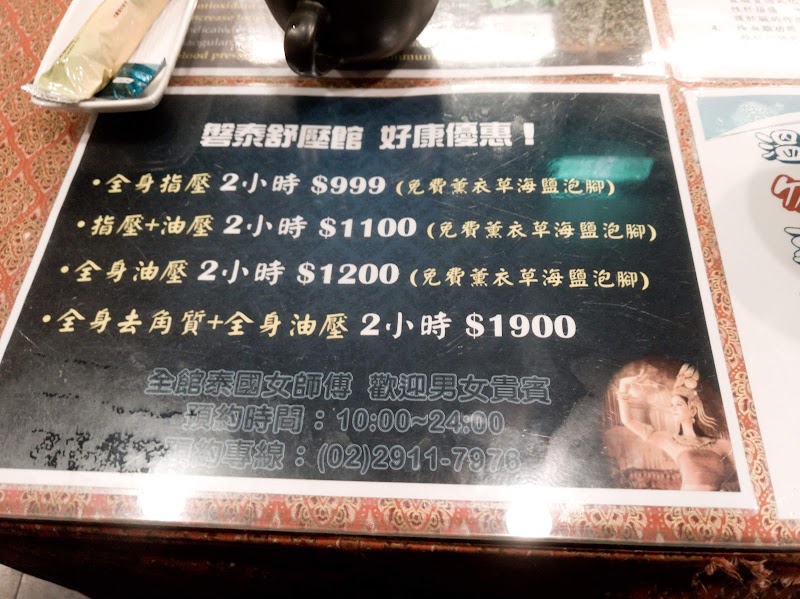 磐泰舒壓館 好康優惠！
•全身指壓 2小時 $999 (免費薰衣草海鹽泡腳)
•指壓+油壓 2小時 $1100 (免費薰衣草海鹽泡腳)
•全身油壓 2小時 $1200 (免費薰衣草海鹽泡腳)
•全身去角質+全身油壓 2小時 $1900
全館泰國女師傅 歡迎男女貴賓
預約時間：10:00~24:00
預約專線：(02)2911-7976